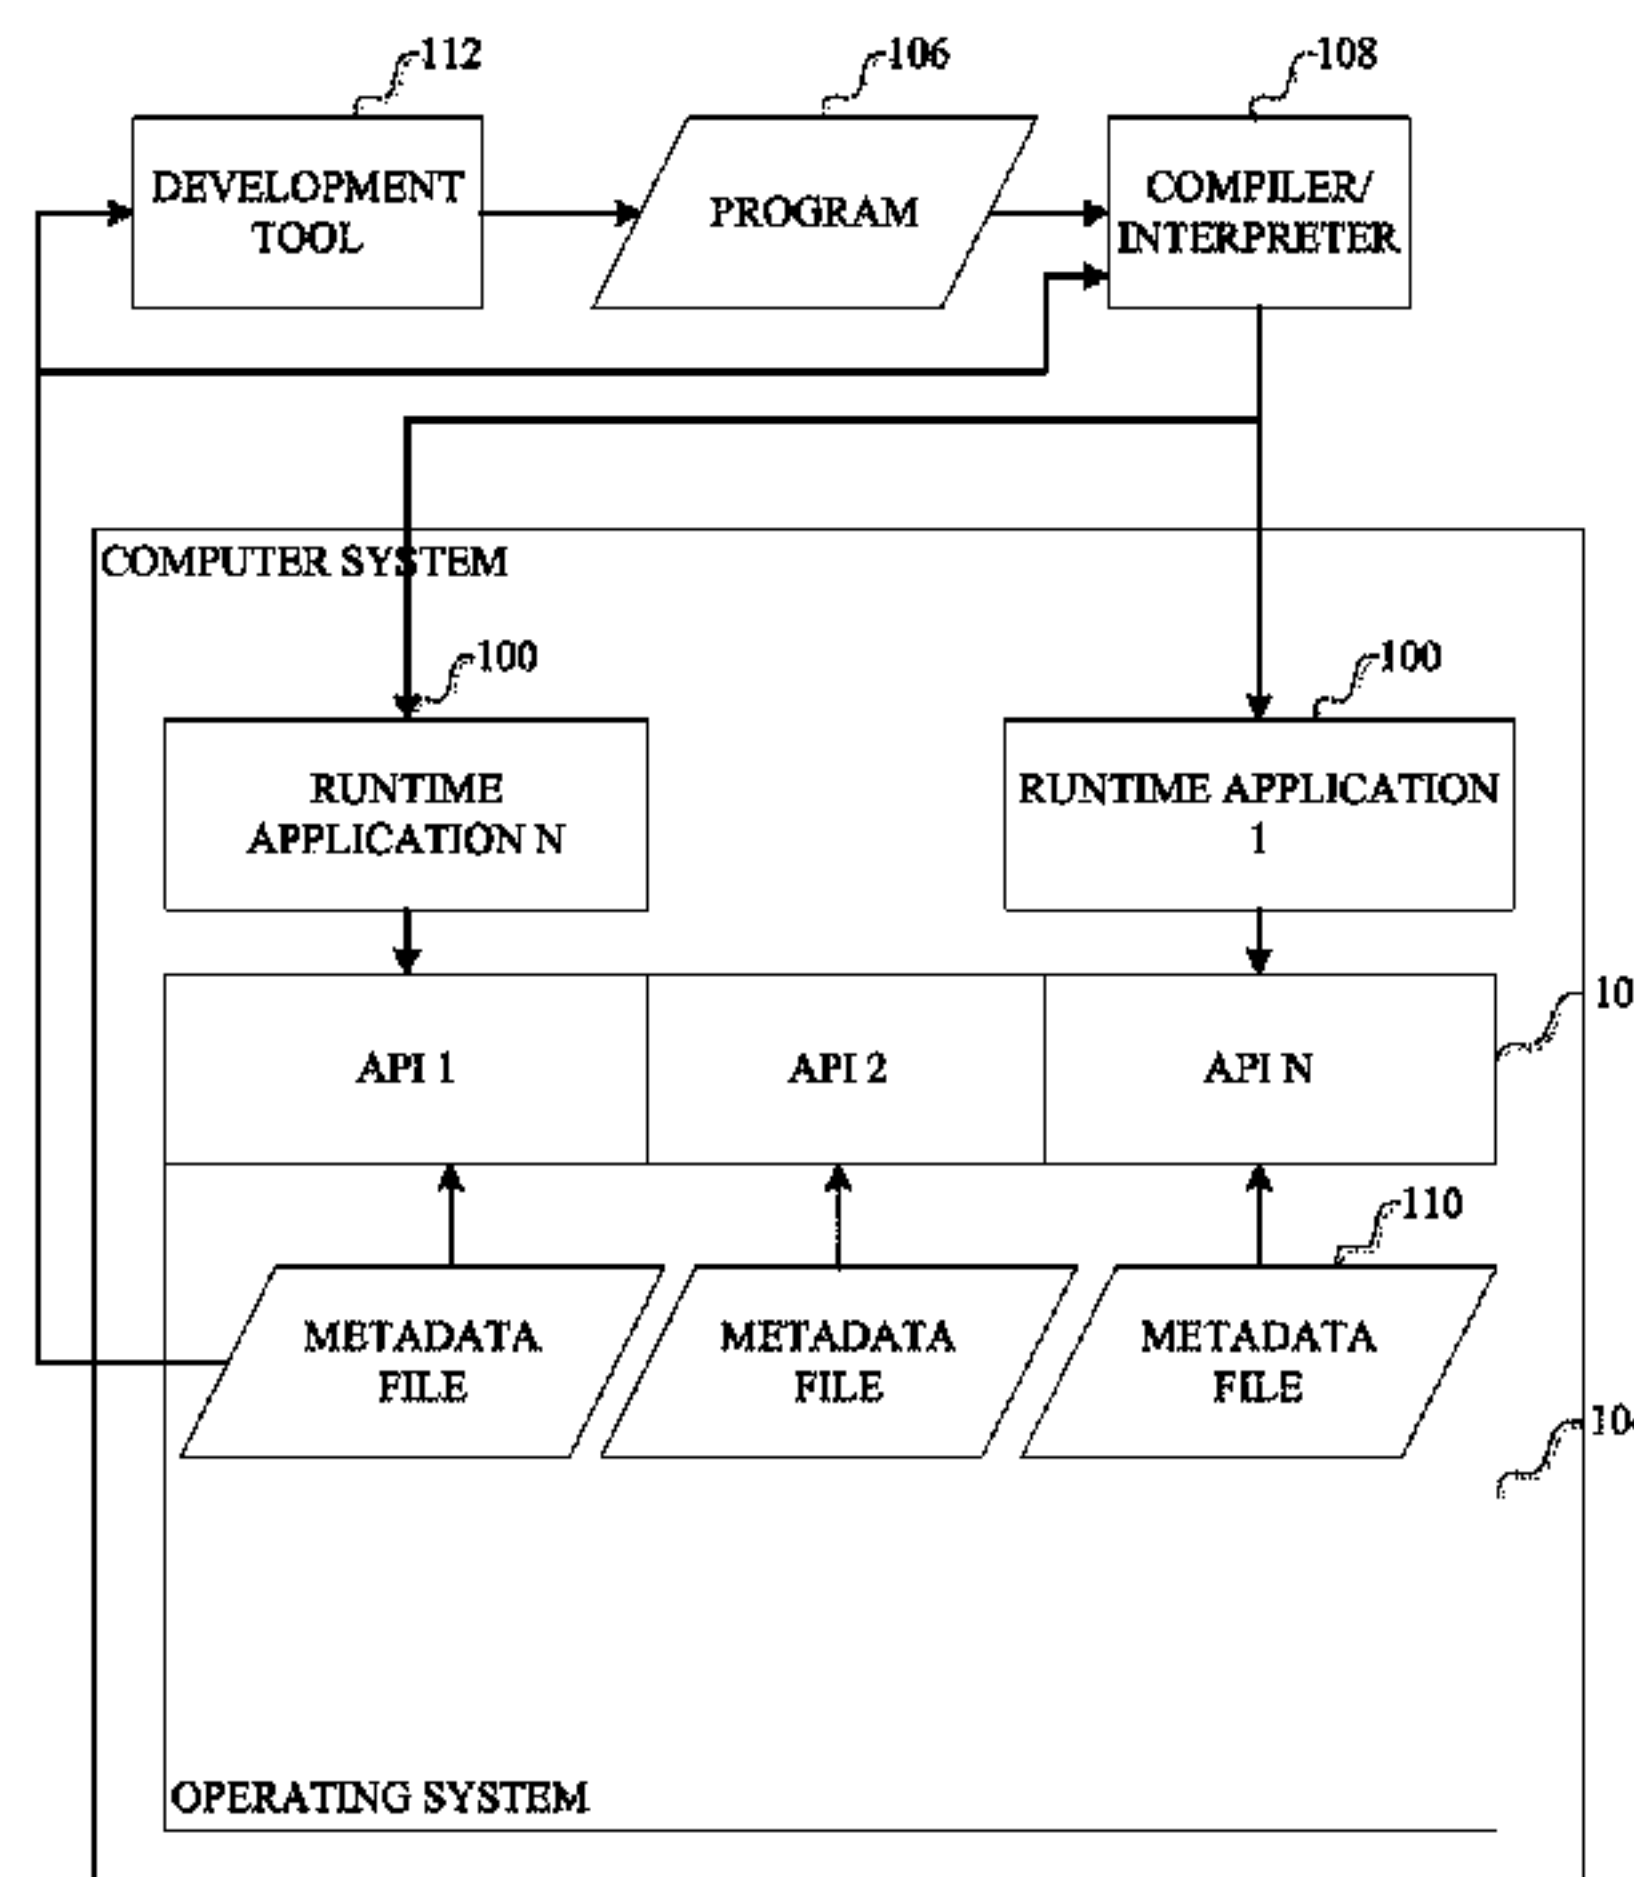 112
106
108
DEVELOPMENT
TOOL
PROGRAM
COMPILER/
INTERPRETER
COMPUTER SYSTEM
100
100
RUNTIME
APPLICATION N
RUNTIME APPLICATION
1
10
API 1
API 2
API N
110
METADATA
FILE
METADATA
FILE
METADATA
FILE
OPERATING SYSTEM